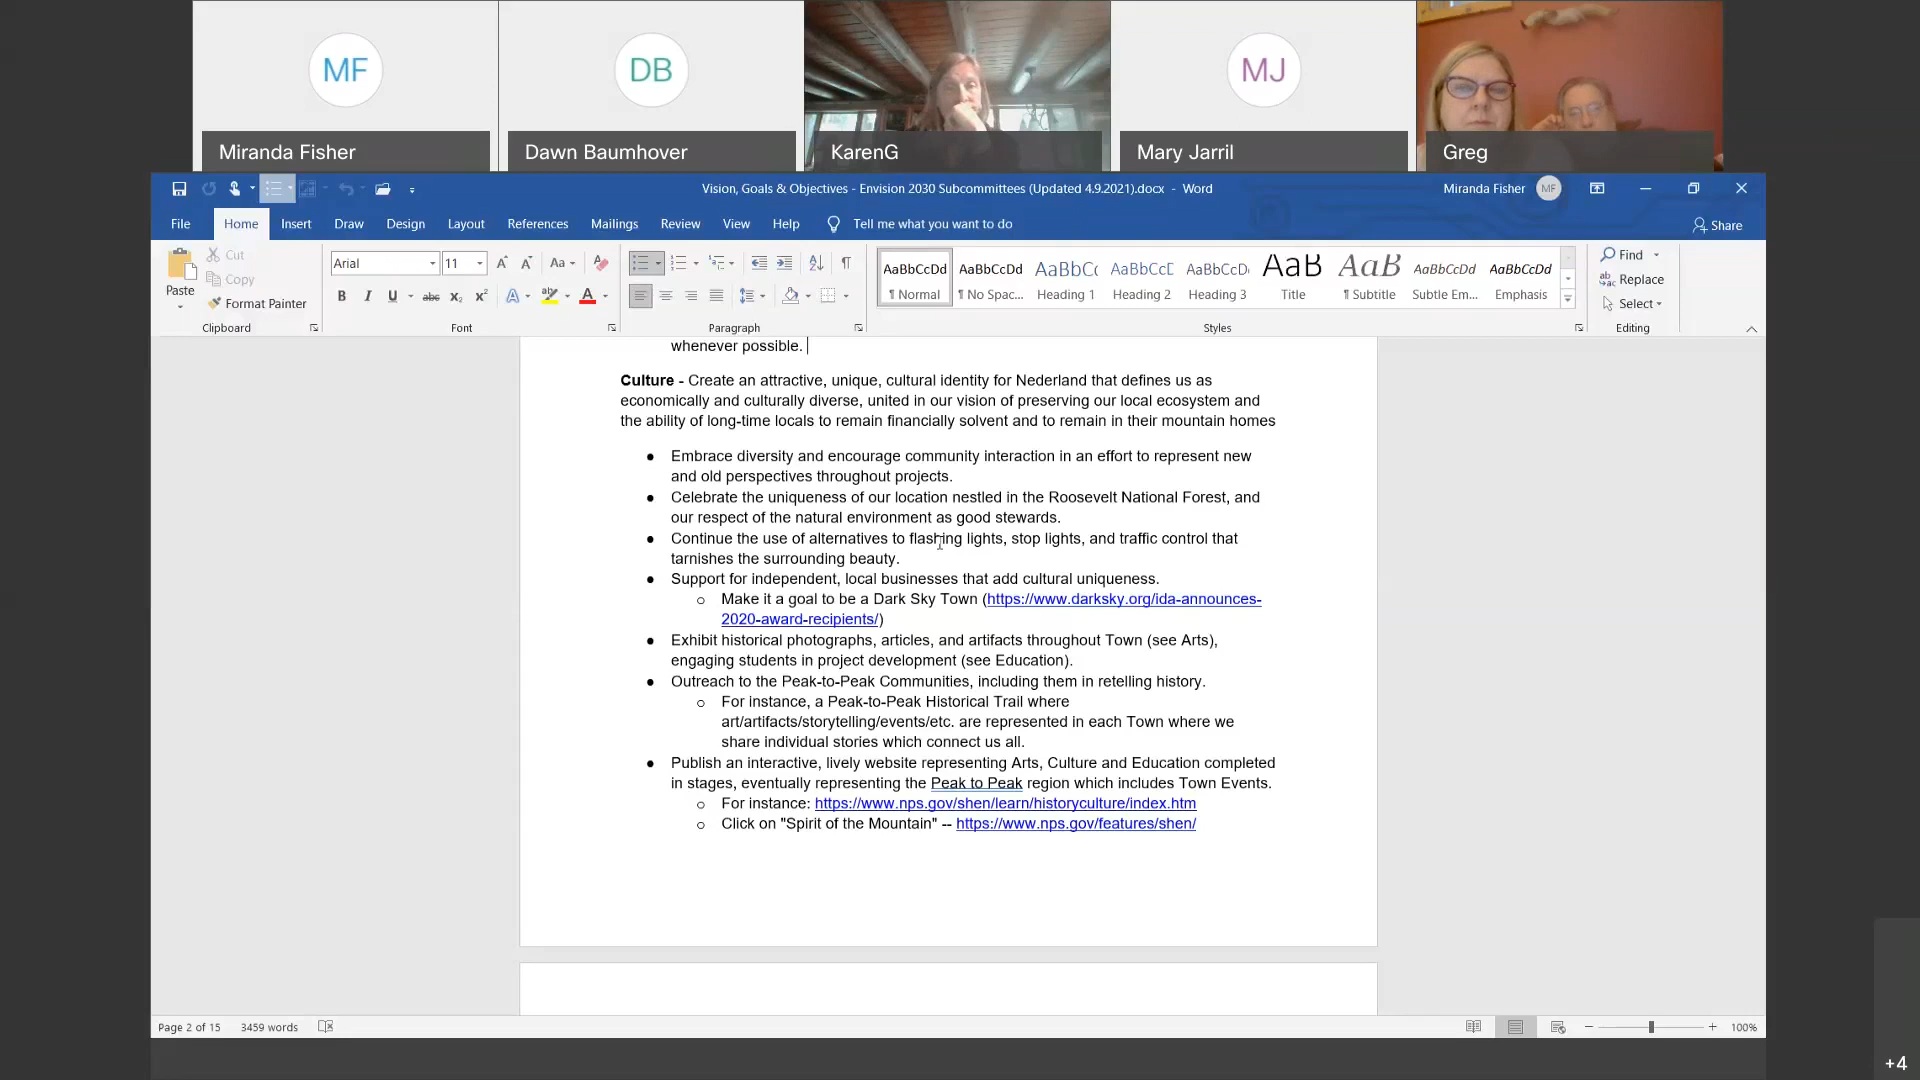 MF
DB
MJ
Miranda Fisher
Dawn Baumhover
KarenG
Mary Jarril
Greg
Vision, Goals & Objectives - Envision 2030 Subcommittees (Updated 4.9.2021).docx - Word
Miranda Fisher
MF
File
Home
Insert
Draw
Design
Layout
References
Mailings
Review
View
Help
Tell me what you want to do
Share
Paste
Cut
Copy
Format Painter
Clipboard
Arial
11
Font
Paragraph
AaBbCcDd
¶ Normal
AaBbCcDd
¶ No Spac...
AaBbCc
Heading 1
AaBbCcD
Heading 2
AaBbCcDd
Heading 3
AaB
Title
AaB
¶ Subtitle
AaBbCcDd
Subtle Em...
AaBbCcDd
Emphasis
Styles
Find
Replace
Select
Editing
whenever possible.
Culture - Create an attractive, unique, cultural identity for Nederland that defines us as
economically and culturally diverse, united in our vision of preserving our local ecosystem and
the ability of long-time locals to remain financially solvent and to remain in their mountain homes
● Embrace diversity and encourage community interaction in an effort to represent new
and old perspectives throughout projects.
● Celebrate the uniqueness of our location nestled in the Roosevelt National Forest, and
our respect of the natural environment as good stewards.
● Continue the use of alternatives to flashing lights, stop lights, and traffic control that
tarnishes the surrounding beauty.
● Support for independent, local businesses that add cultural uniqueness.
○ Make it a goal to be a Dark Sky Town (https://www.darksky.org/ida-announces-
2020-award-recipients/)
● Exhibit historical photographs, articles, and artifacts throughout Town (see Arts),
engaging students in project development (see Education).
● Outreach to the Peak-to-Peak Communities, including them in retelling history.
○ For instance, a Peak-to-Peak Historical Trail where
art/artifacts/storytelling/events/etc. are represented in each Town where we
share individual stories which connect us all.
● Publish an interactive, lively website representing Arts, Culture and Education completed
in stages, eventually representing the Peak to Peak region which includes Town Events.
○ For instance: https://www.nps.gov/shen/learn/historyculture/index.htm
○ Click on "Spirit of the Mountain" -- https://www.nps.gov/features/shen/
Page 2 of 15
3459 words
100%
+4